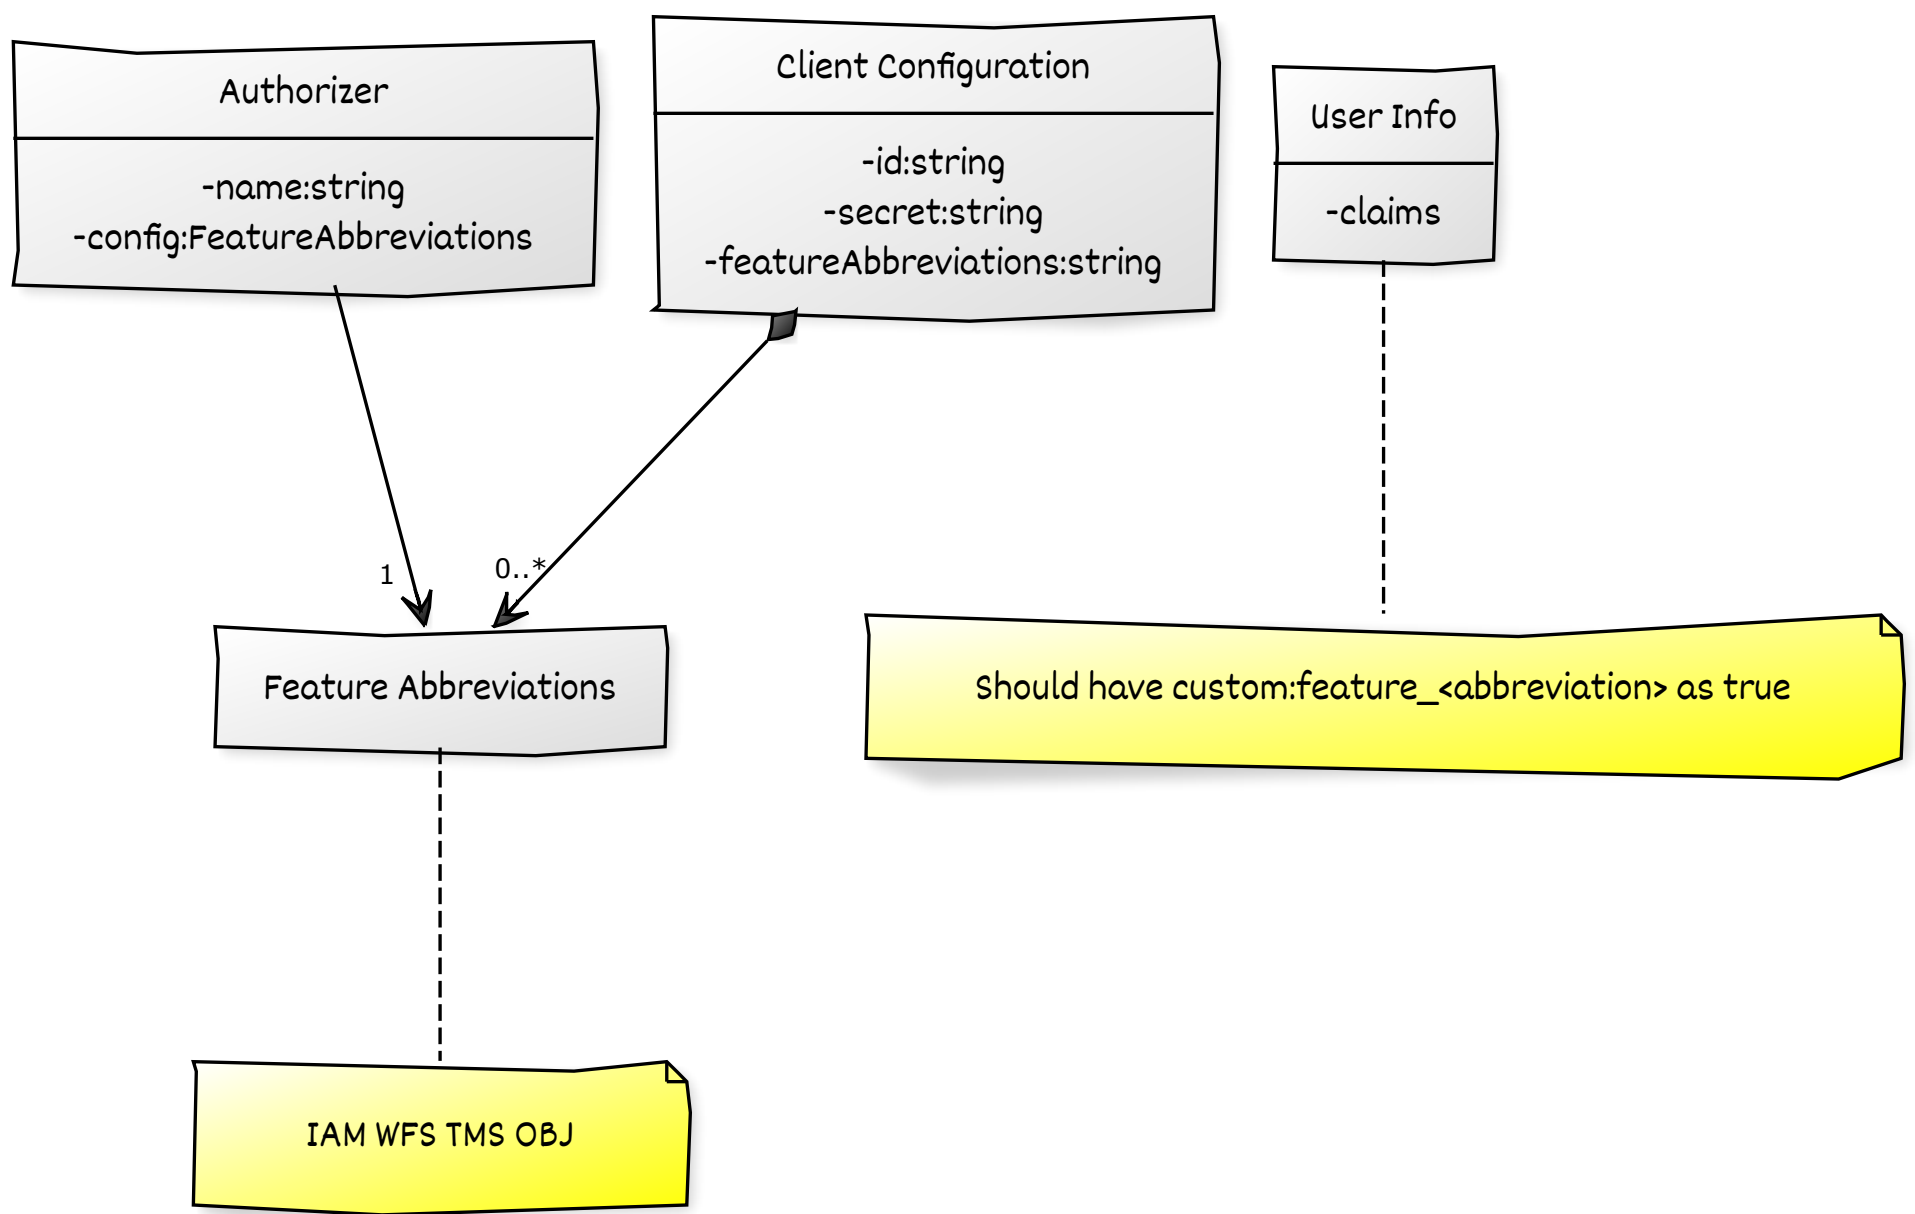 Authorizer
-name:string
-config:FeatureAbbreviations
Client Configuration
-id:string
-secret:string
-featureAbbreviations:string
User Info
-claims
1
0..*
Feature Abbreviations
Should have custom:feature_<abbreviation> as true
IAM WFS TMS OBJ